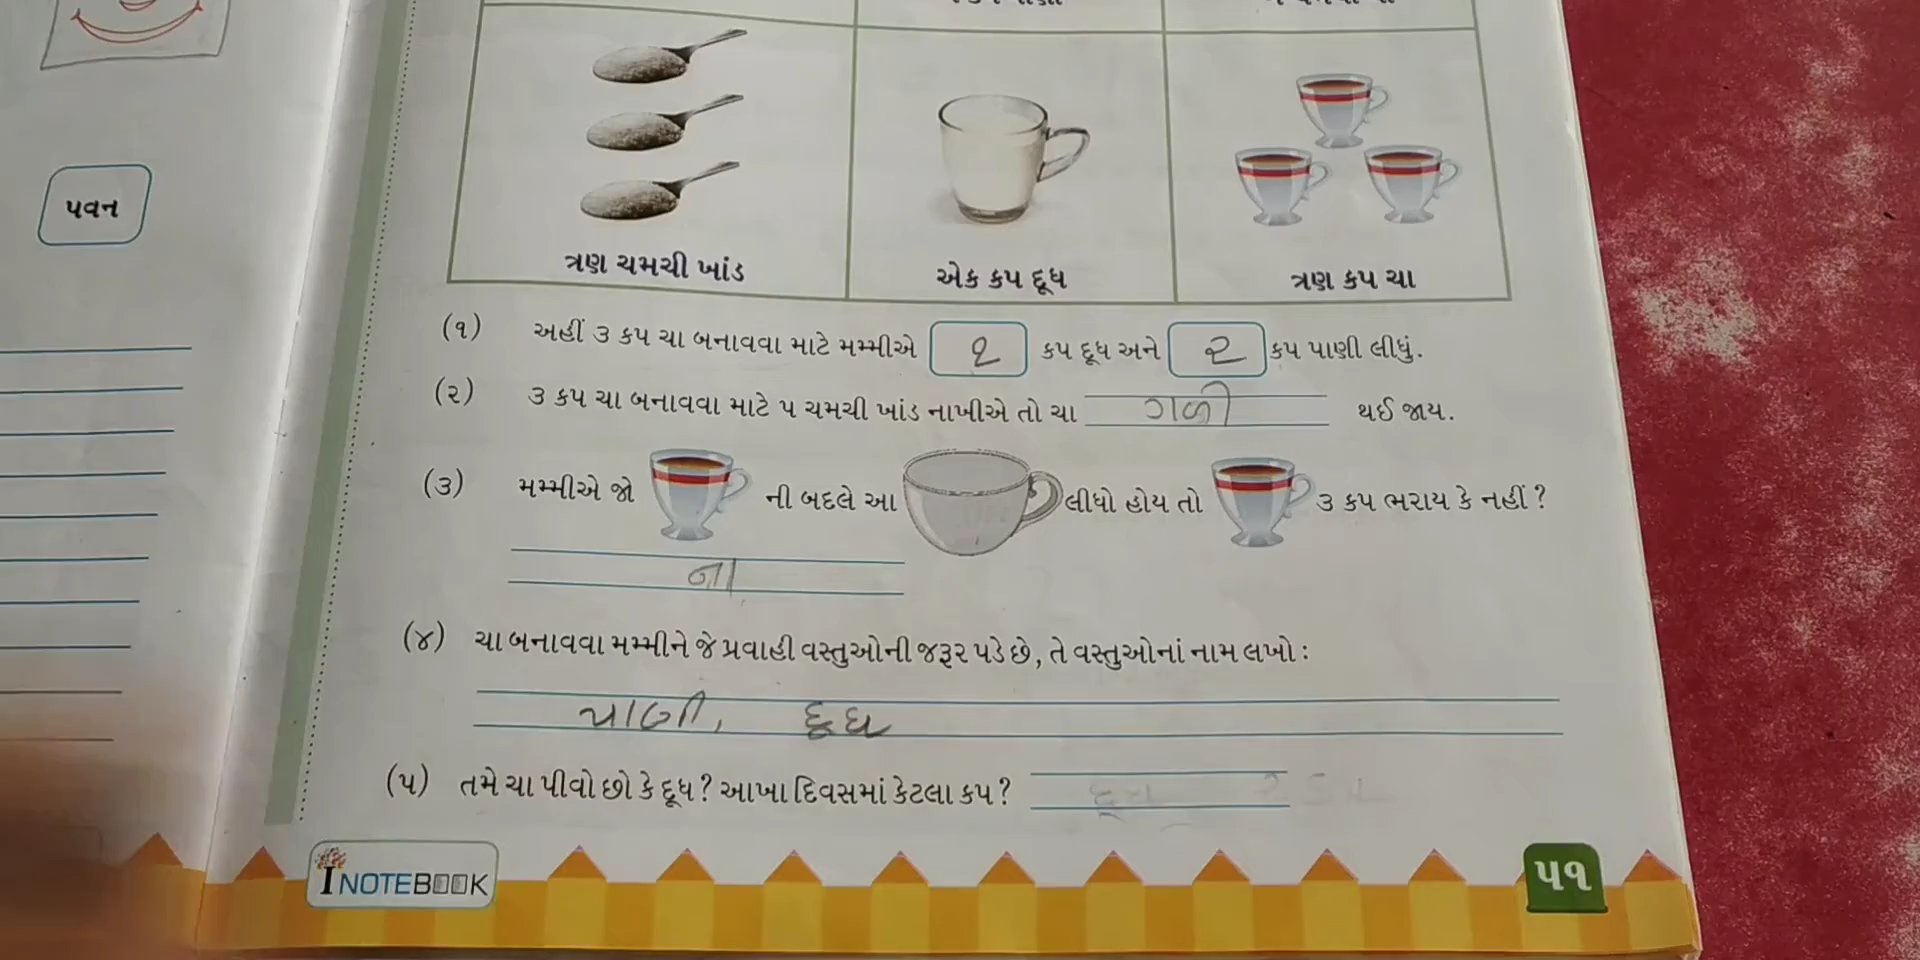 પવન
ત્રણ ચમચી ખાંડ
એક કપ દૂધ
ત્રણ કપ ચા
(૧) અહીં ૩ કપ ચા બનાવવા માટે મમ્મીએ ૧ કપ દૂધ અને ૨ કપ પાણી લીધું.
(૨) ૩ કપ ચા બનાવવા માટે ૫ ચમચી ખાંડ નાખીએ તો ચા ગળી થઈ જાય.
(૩) મમ્મીએ જો ની બદલે આ લીધો હોય તો ૩ કપ ભરાય કે નહીં ?
ના
(૪) ચા બનાવવા મમ્મીને જે પ્રવાહી વસ્તુઓની જરૂર પડે છે, તે વસ્તુઓનાં નામ લખો :
પાણી, દૂધ
(૫) તમે ચા પીવો છો કે દૂધ ? આખા દિવસમાં કેટલા કપ ?
INOTEBOOK
૫૧